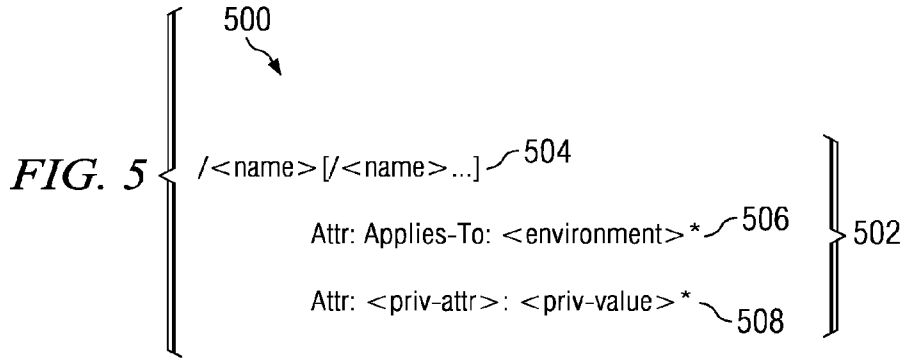 500
FIG. 5
/<name>[/<name>...] 504
Attr: Applies-To: <environment>* 506
502
Attr: <priv-attr>: <priv-value>* 508